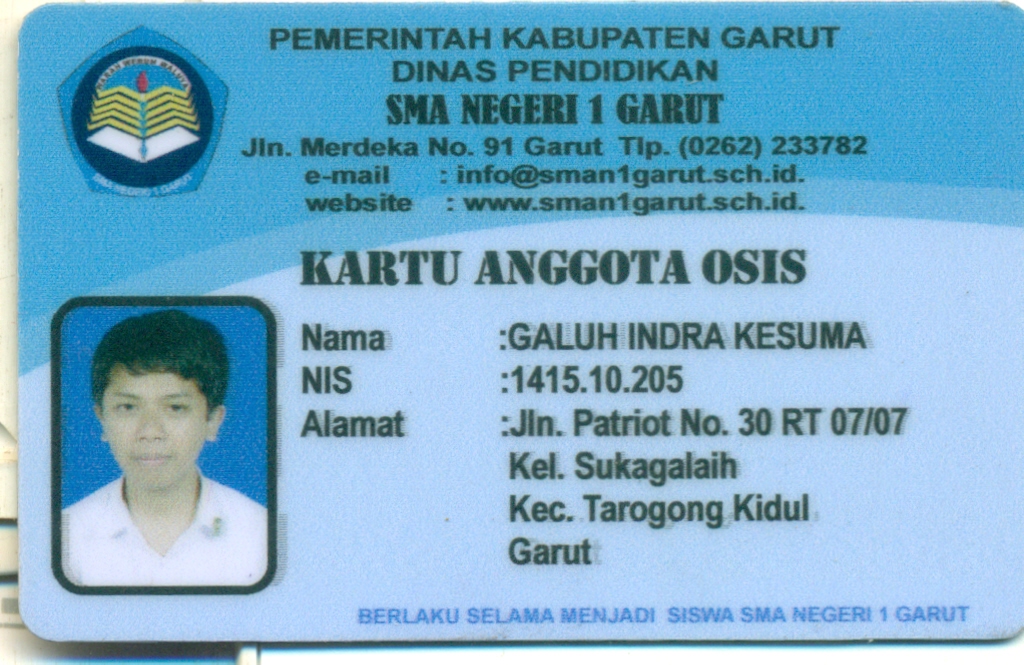 PEMERINTAH KABUPATEN GARUT
DINAS PENDIDIKAN
SMA NEGERI 1 GARUT
Jln. Merdeka No. 91 Garut Tlp. (0262) 233782
e-mail : info@sman1garut.sch.id.
website : www.sman1garut.sch.id.
KARTU ANGGOTA OSIS
Nama :GALUH INDRA KESUMA
NIS :1415.10.205
Alamat :Jln. Patriot No. 30 RT 07/07
Kel. Sukagalaih
Kec. Tarogong Kidul
Garut
BERLAKU SELAMA MENJADI SISWA SMA NEGERI 1 GARUT